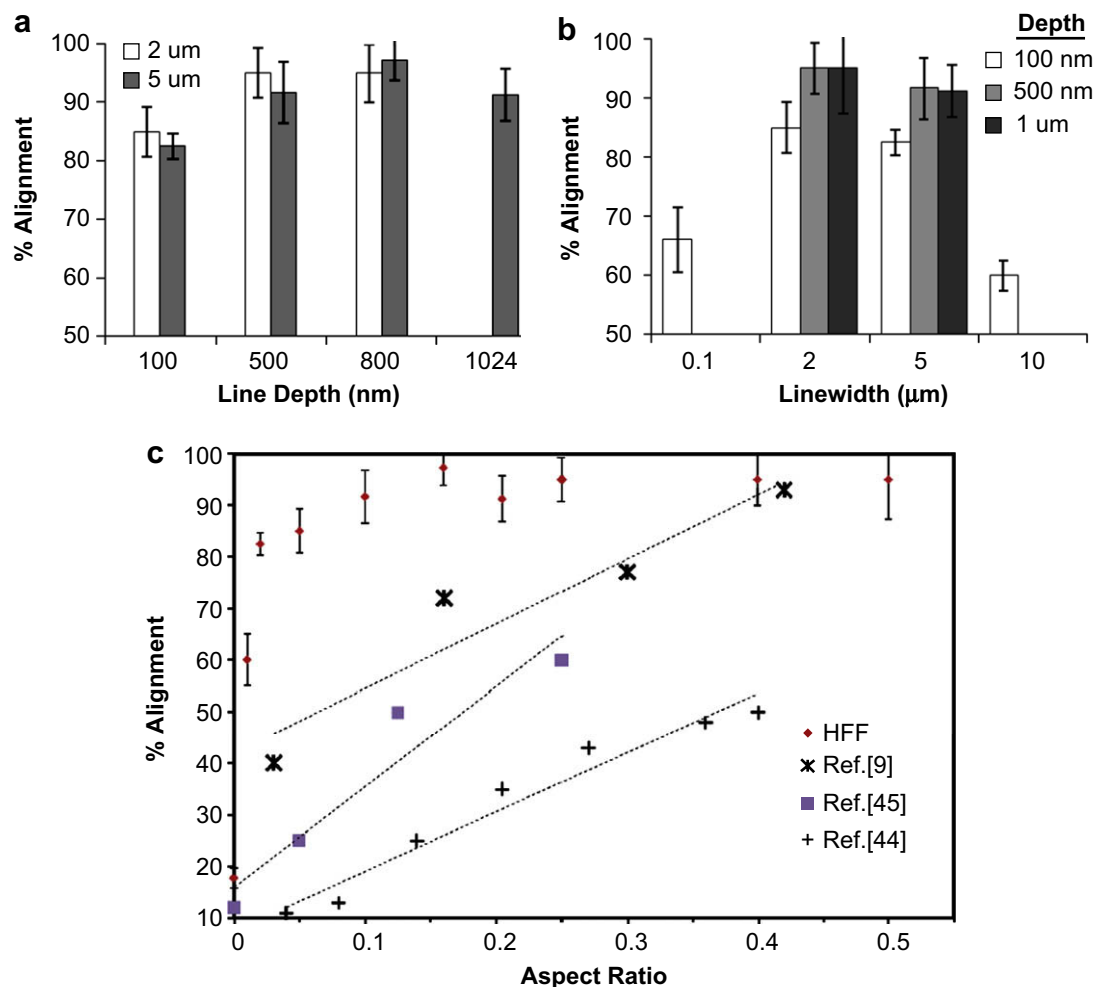 a
2 um
5 um
100
90
80
70
60
50
% Alignment
100 500 800 1024
Line Depth (nm)
b
Depth
100 nm
500 nm
1 um
100
90
80
70
60
50
% Alignment
0.1 2 5 10
Linewidth (μm)
c
100
90
80
70
60
50
40
30
20
10
% Alignment
HFF
Ref.[9]
Ref.[45]
Ref.[44]
0 0.1 0.2 0.3 0.4 0.5
Aspect Ratio